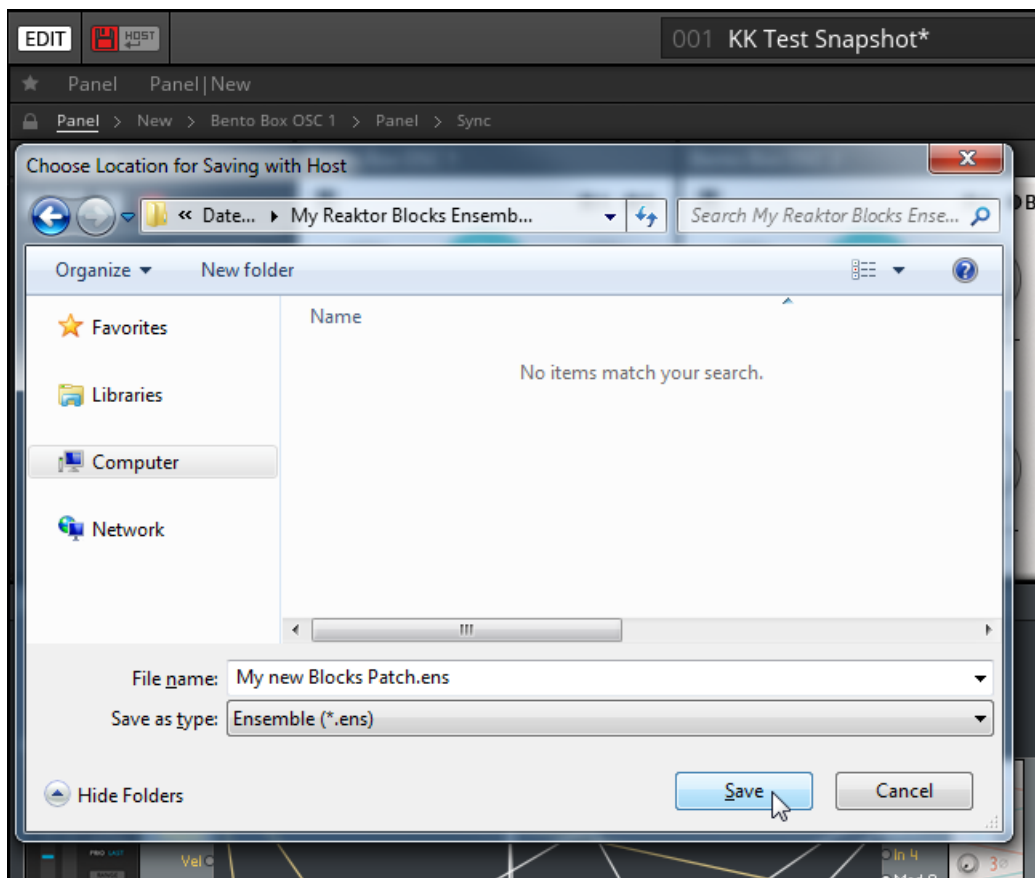 EDIT HOST 001 KK Test Snapshot*
Panel Panel|New
Panel > New > Bento Box OSC 1 > Panel > Sync
Choose Location for Saving with Host
« Date... My Reaktor Blocks Ensemb... Search My Reaktor Blocks Ense...
Organize New folder
Name
Favorites
No items match your search.
Libraries
Computer
Network
File name: My new Blocks Patch.ens
Save as type: Ensemble (*.ens)
Hide Folders Save Cancel
PRIO LAST Vel In 4 30